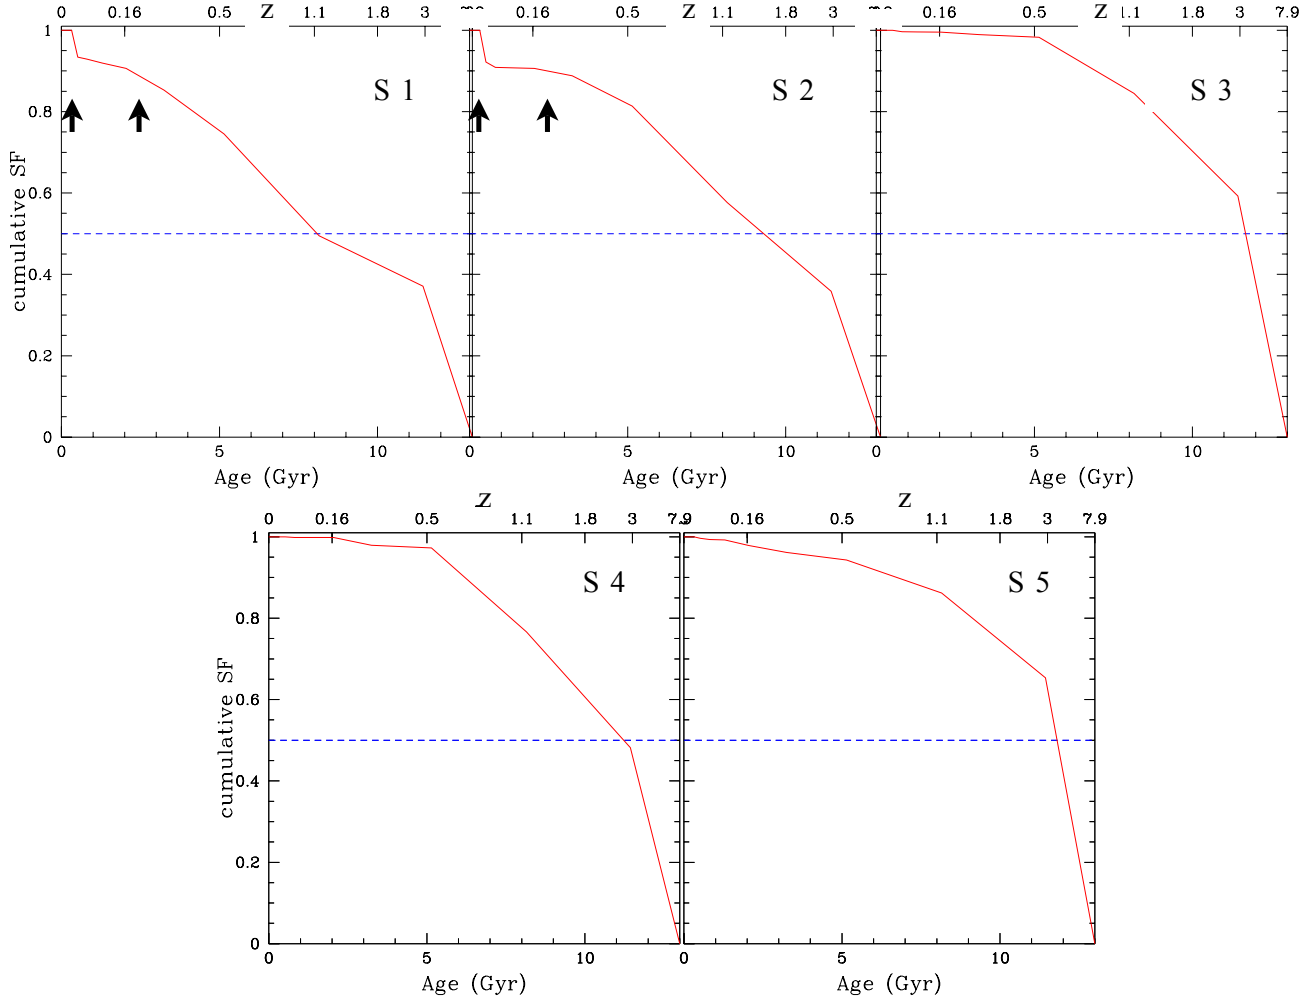 z z z
0 0.16 0.5 1.1 1.8 3 0.16 0.5 1.1 1.8 3 0.16 0.5 1.1 1.8 3 7.9
1
S 1 S 2 S 3
0.8
0.6
0.4
0.2
0
cumulative SF
0 5 10 0 5 10 0 5 10
Age (Gyr) Age (Gyr) Age (Gyr)
z z
0 0.16 0.5 1.1 1.8 3 7.9 0.16 0.5 1.1 1.8 3 7.9
1
S 4 S 5
0.8
0.6
0.4
0.2
0
cumulative SF
0 5 10 0 5 10
Age (Gyr) Age (Gyr)